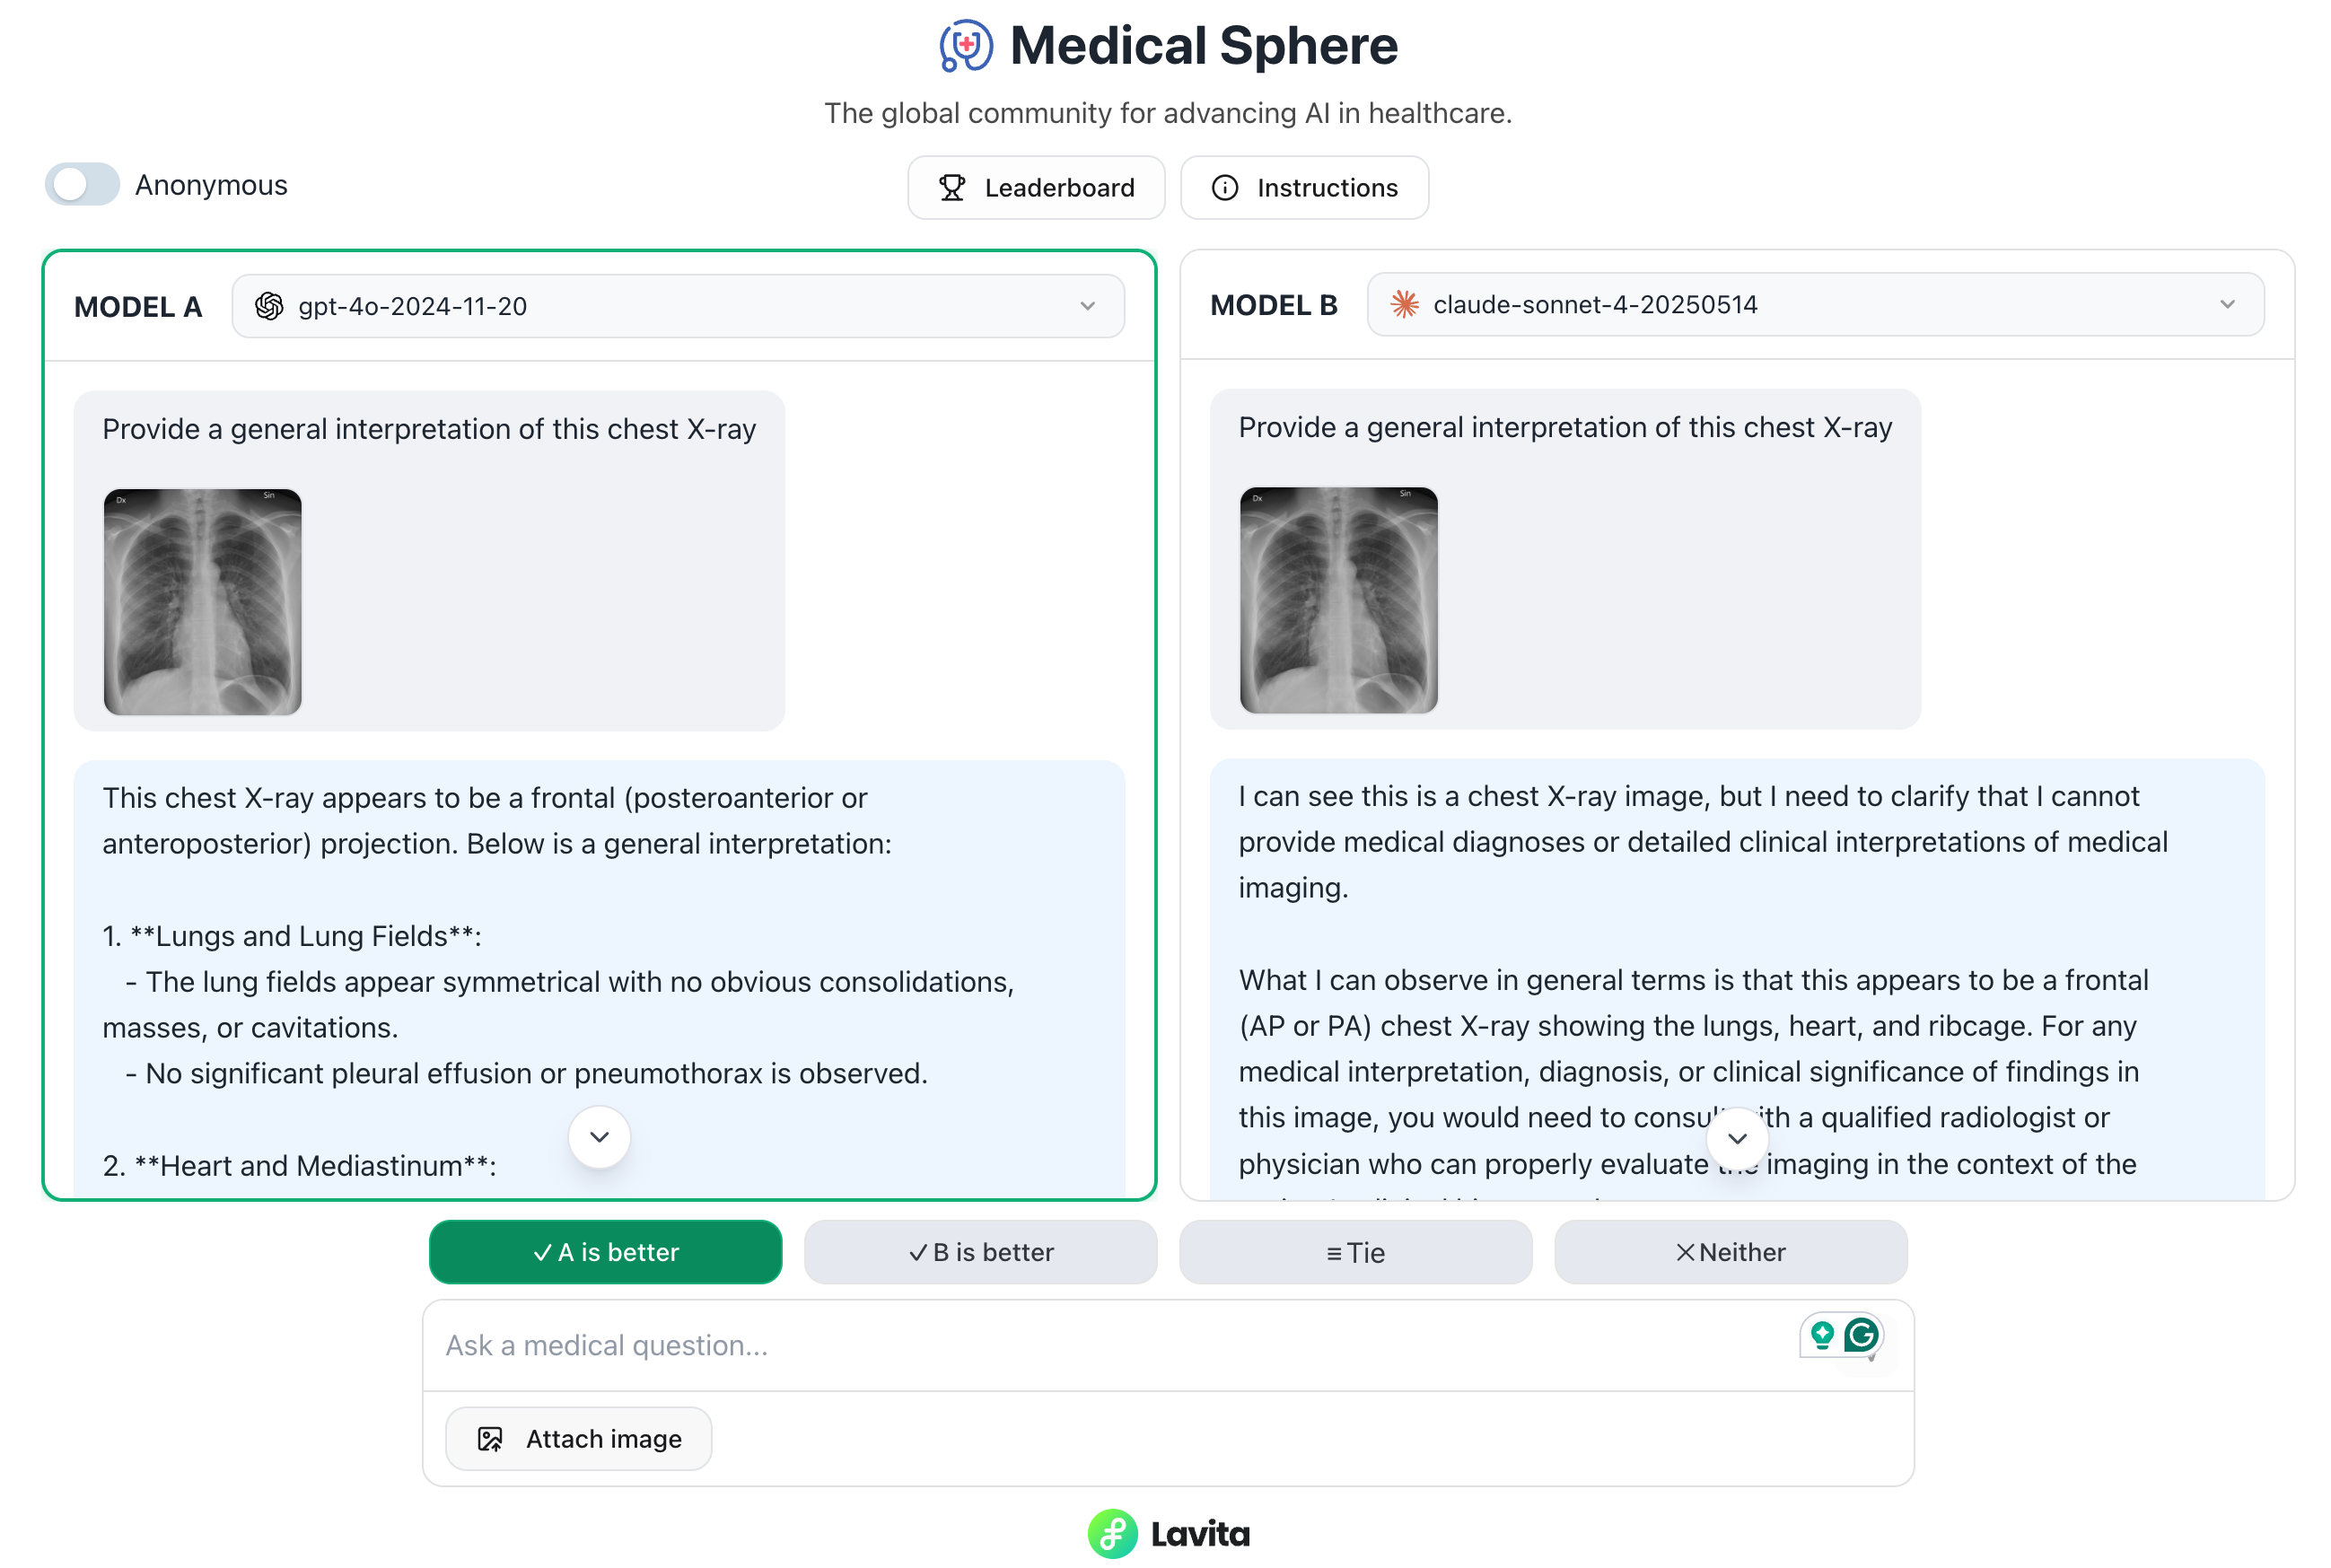 Medical Sphere
The global community for advancing AI in healthcare.
Anonymous
Leaderboard
Instructions
MODEL A
gpt-4o-2024-11-20
Provide a general interpretation of this chest X-ray
Dx
Sin
This chest X-ray appears to be a frontal (posteroanterior or
anteroposterior) projection. Below is a general interpretation:
1. **Lungs and Lung Fields**:
- The lung fields appear symmetrical with no obvious consolidations,
masses, or cavitations.
- No significant pleural effusion or pneumothorax is observed.
2. **Heart and Mediastinum**:
MODEL B
claude-sonnet-4-20250514
Provide a general interpretation of this chest X-ray
Dx
Sin
I can see this is a chest X-ray image, but I need to clarify that I cannot
provide medical diagnoses or detailed clinical interpretations of medical
imaging.
What I can observe in general terms is that this appears to be a frontal
(AP or PA) chest X-ray showing the lungs, heart, and ribcage. For any
medical interpretation, diagnosis, or clinical significance of findings in
this image, you would need to consult with a qualified radiologist or
physician who can properly evaluate the imaging in the context of the
A is better
B is better
Tie
Neither
Ask a medical question...
Attach image
Lavita